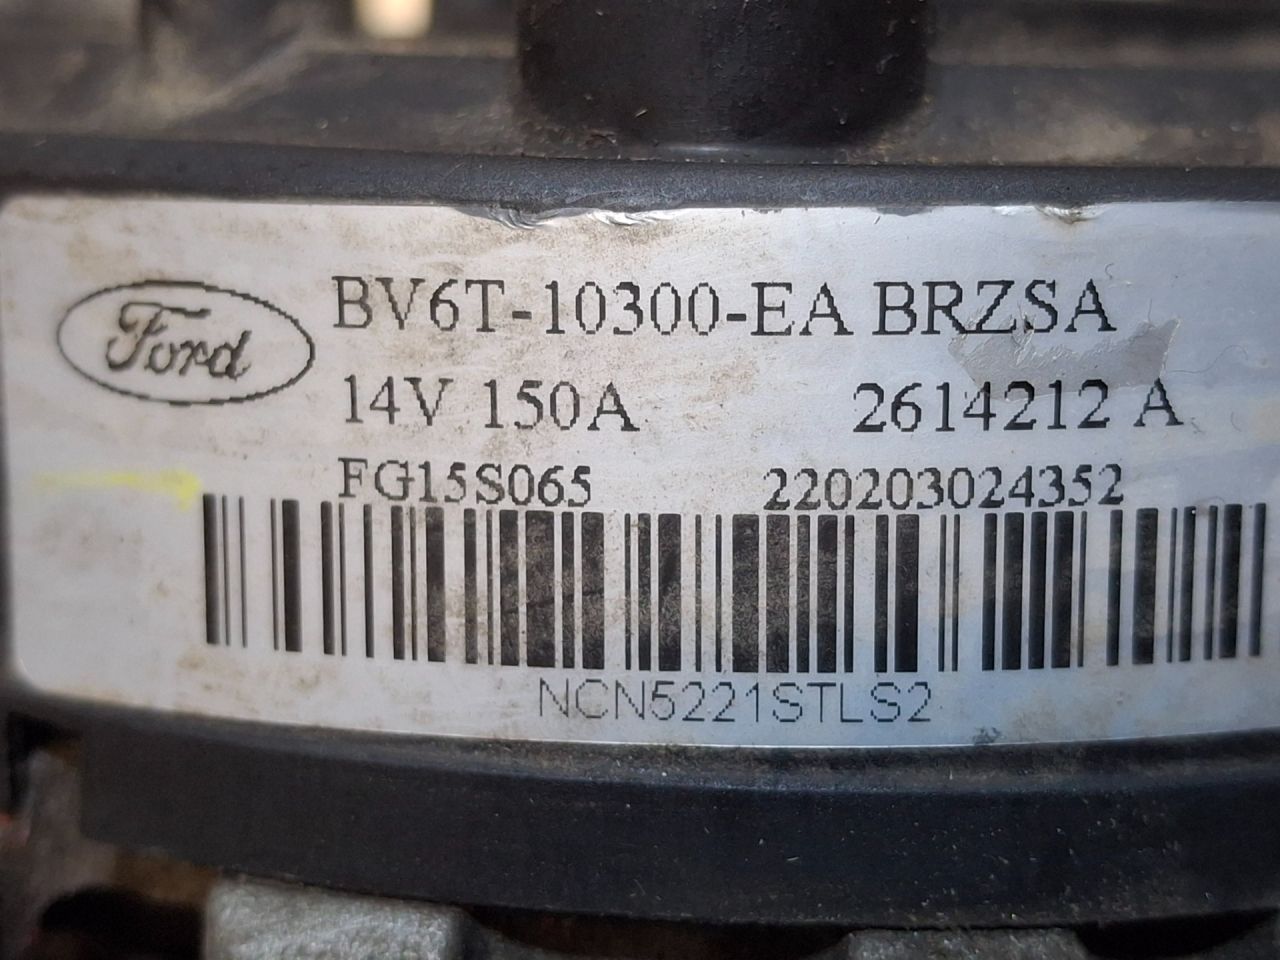 Ford
BV6T-10300-EA BRZSA
14V 150A 2614212 A
FG15S065 220203024352
NCN5221STLS2